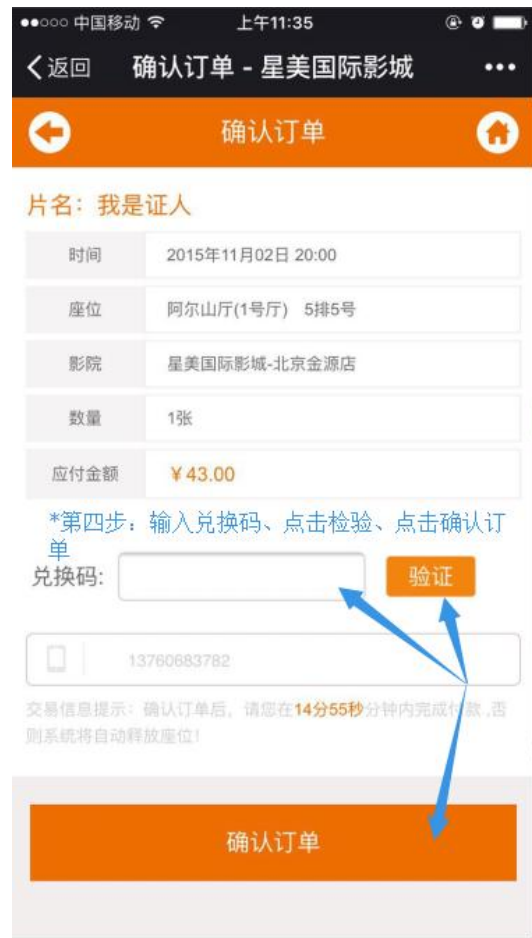 中国移动 上午11:35
返回 确认订单 - 星美国际影城
确认订单
片名：我是证人
时间 2015年11月02日 20:00
座位 阿尔山厅(1号厅) 5排5号
影院 星美国际影城-北京金源店
数量 1张
应付金额 ￥43.00
*第四步：输入兑换码、点击检验、点击确认订
单
兑换码: 验证
13760683782
交易信息提示：确认订单后，请您在14分55秒分钟内完成付款,否
则系统将自动释放座位！
确认订单